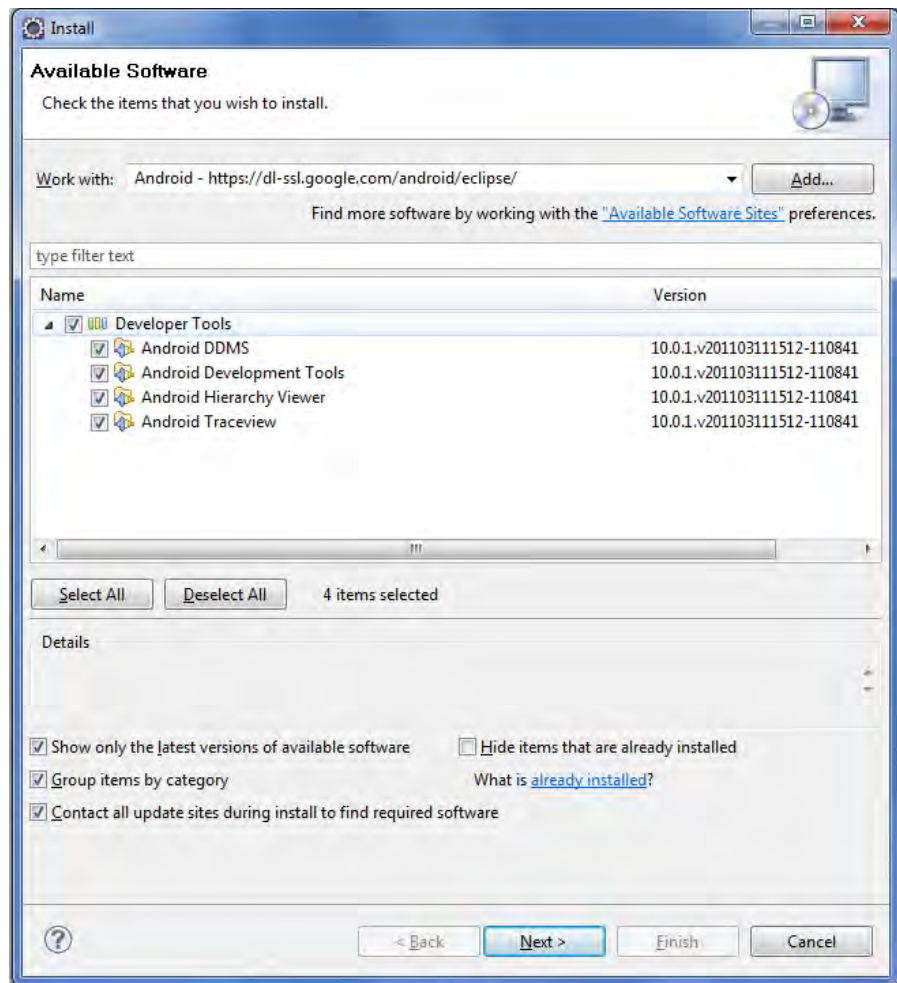 Install
Available Software
Check the items that you wish to install.
Work with: Android - https://dl-ssl.google.com/android/eclipse/ Add...
Find more software by working with the "Available Software Sites" preferences.
type filter text
Name Version
Developer Tools
Android DDMS 10.0.1.v201103111512-110841
Android Development Tools 10.0.1.v201103111512-110841
Android Hierarchy Viewer 10.0.1.v201103111512-110841
Android Traceview 10.0.1.v201103111512-110841
Select All Deselect All 4 items selected
Details
Show only the latest versions of available software Hide items that are already installed
Group items by category What is already installed?
Contact all update sites during install to find required software
? < Back Next > Finish Cancel